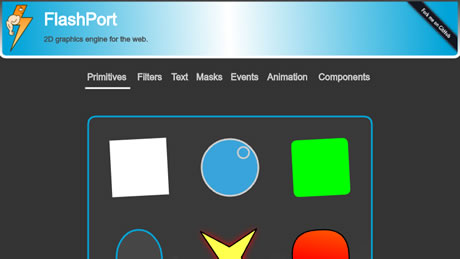 FlashPort
2D graphics engine for the web.
Fork me on GitHub
Primitives Filters Text Masks Events Animation Components